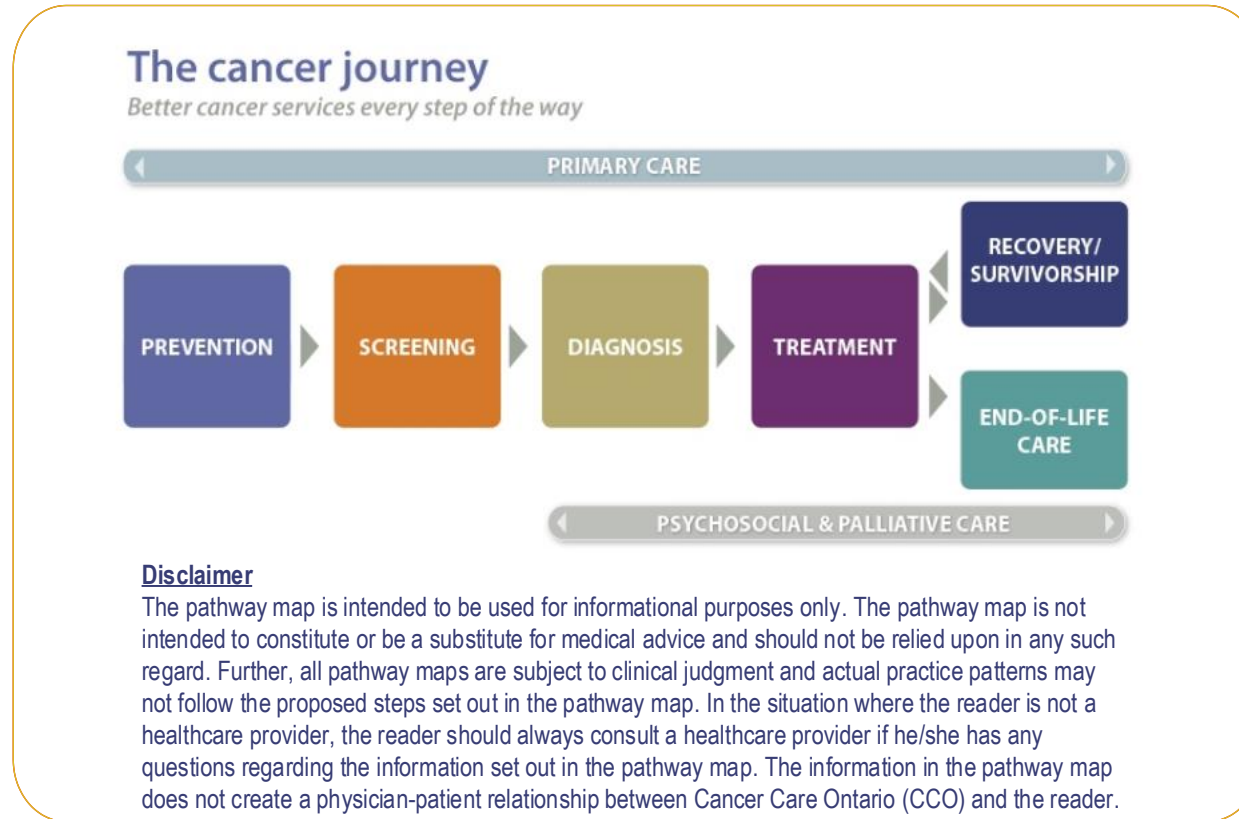 The cancer journey
Better cancer services every step of the way
PRIMARY CARE
PREVENTION
SCREENING
DIAGNOSIS
TREATMENT
RECOVERY/
SURVIVORSHIP
END-OF-LIFE
CARE
PSYCHOSOCIAL & PALLIATIVE CARE
Disclaimer
The pathway map is intended to be used for informational purposes only. The pathway map is not
intended to constitute or be a substitute for medical advice and should not be relied upon in any such
regard. Further, all pathway maps are subject to clinical judgment and actual practice patterns may
not follow the proposed steps set out in the pathway map. In the situation where the reader is not a
healthcare provider, the reader should always consult a healthcare provider if he/she has any
questions regarding the information set out in the pathway map. The information in the pathway map
does not create a physician-patient relationship between Cancer Care Ontario (CCO) and the reader.